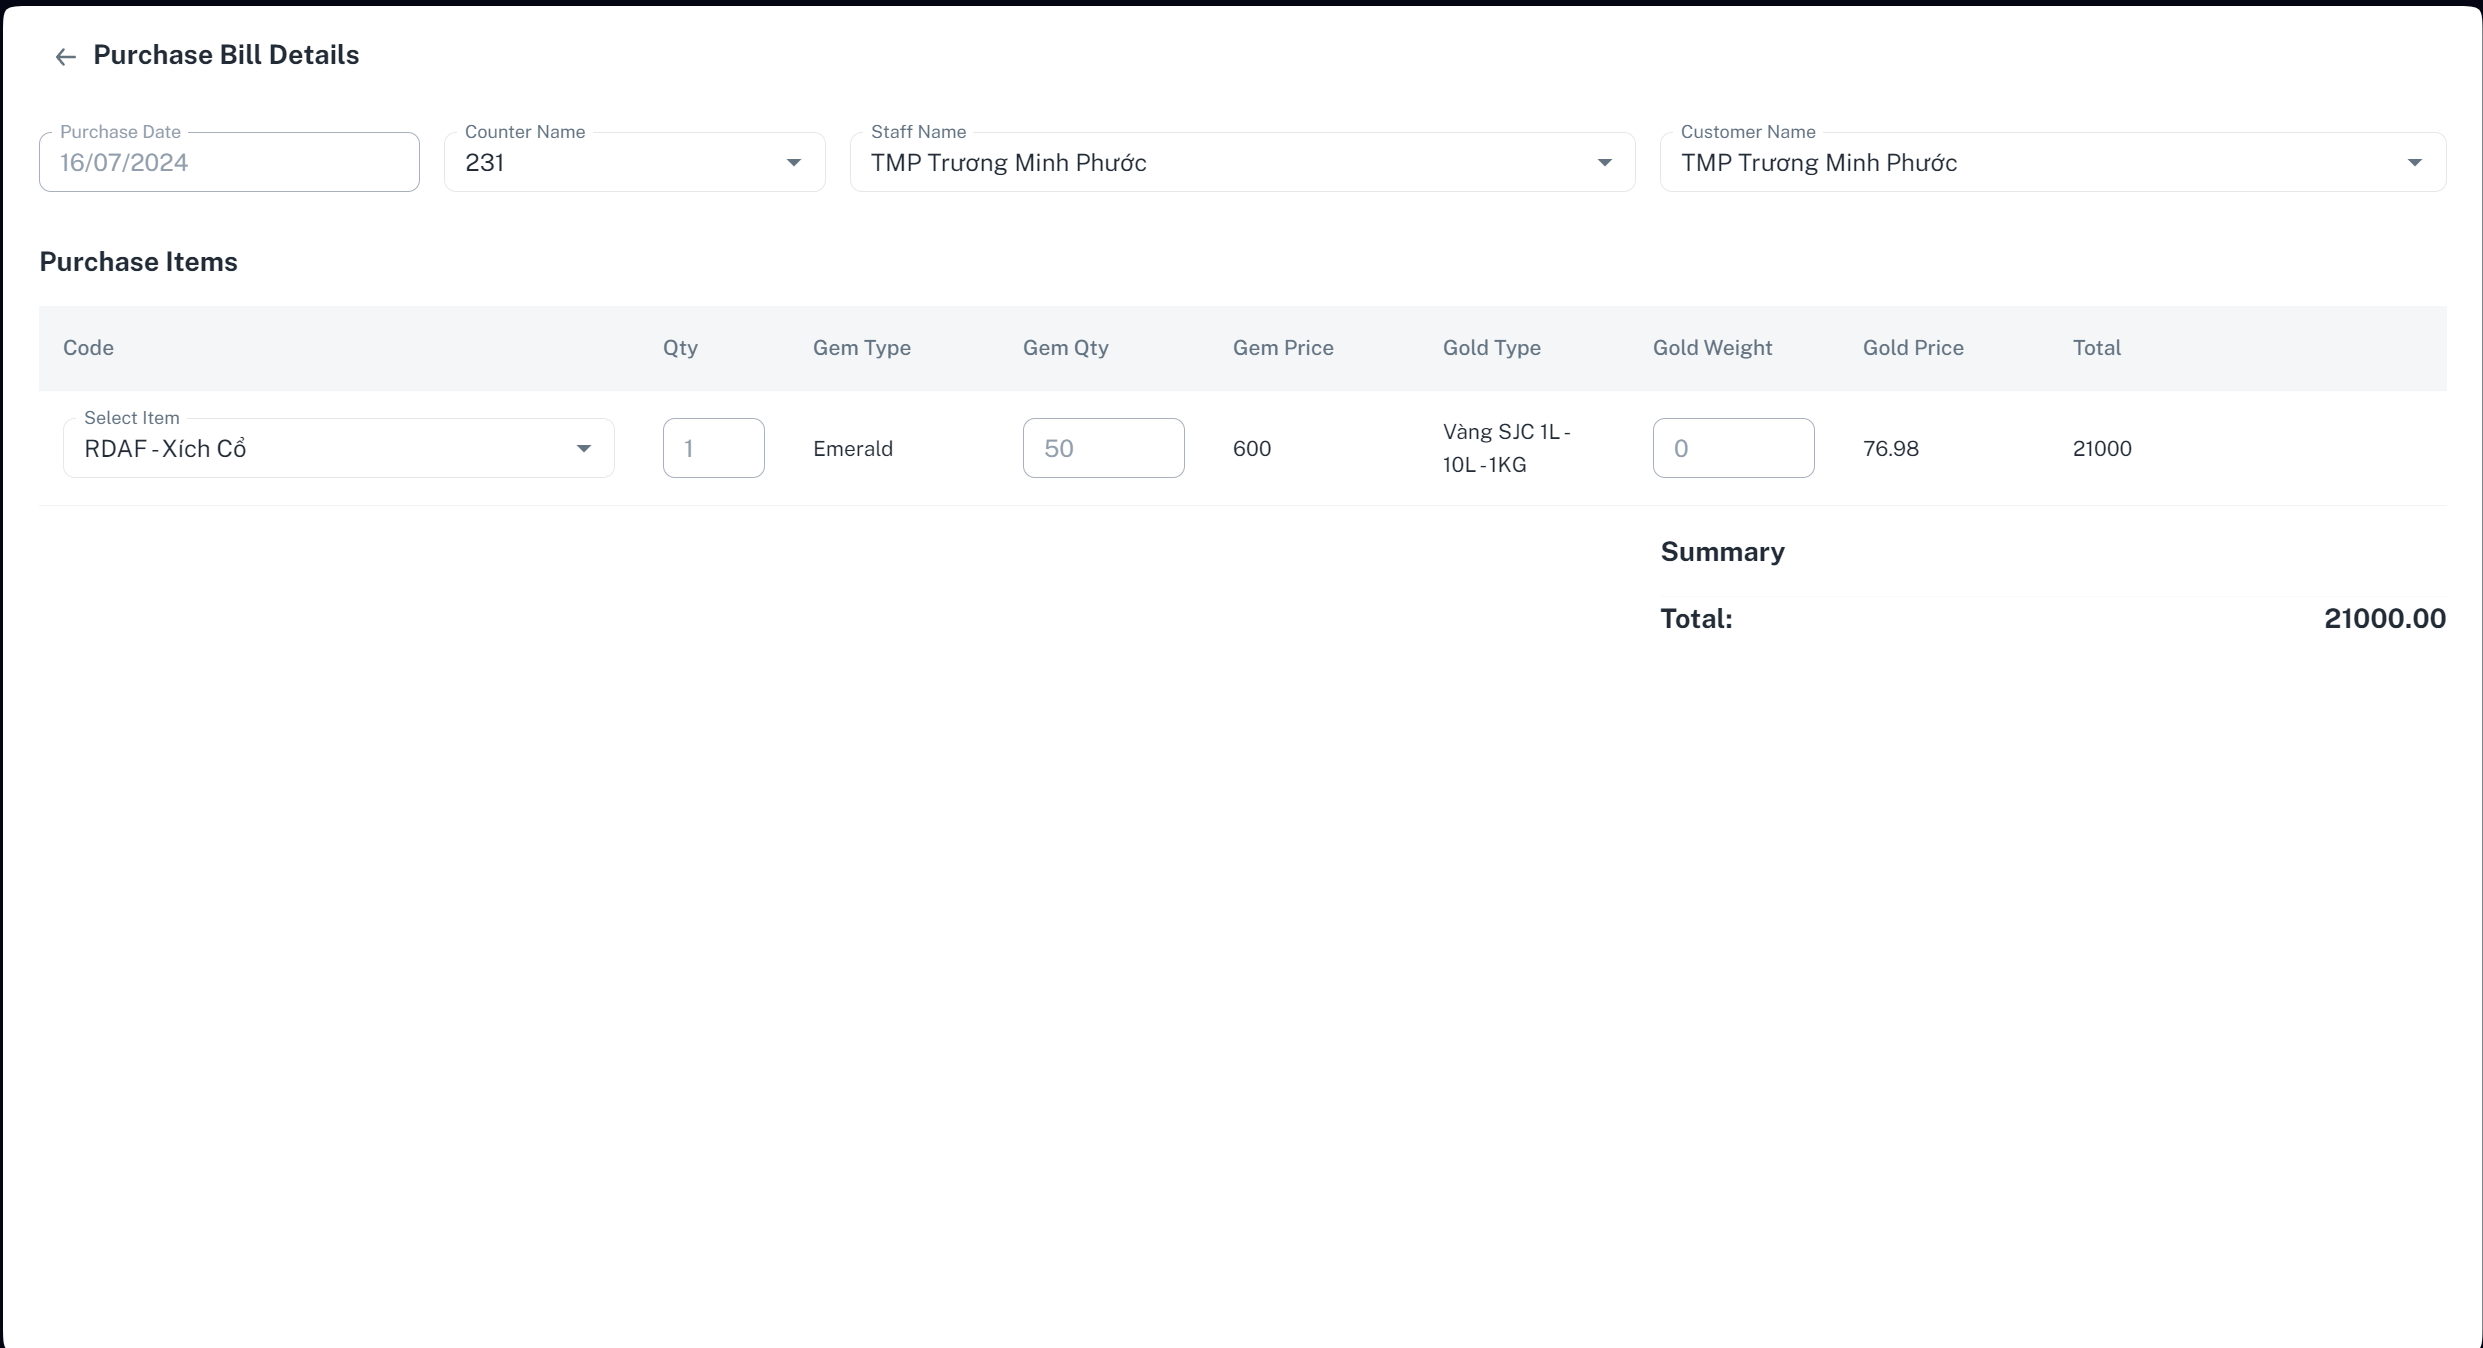 Purchase Bill Details
Purchase Date
16/07/2024
Counter Name
231
Staff Name
TMP Trương Minh Phước
Customer Name
TMP Trương Minh Phước
Purchase Items
Code Qty Gem Type Gem Qty Gem Price Gold Type Gold Weight Gold Price Total
Select Item
RDAF - Xích Cổ
1
Emerald
50
600
Vàng SJC 1L -
10L - 1KG
0
76.98
21000
Summary
Total: 21000.00